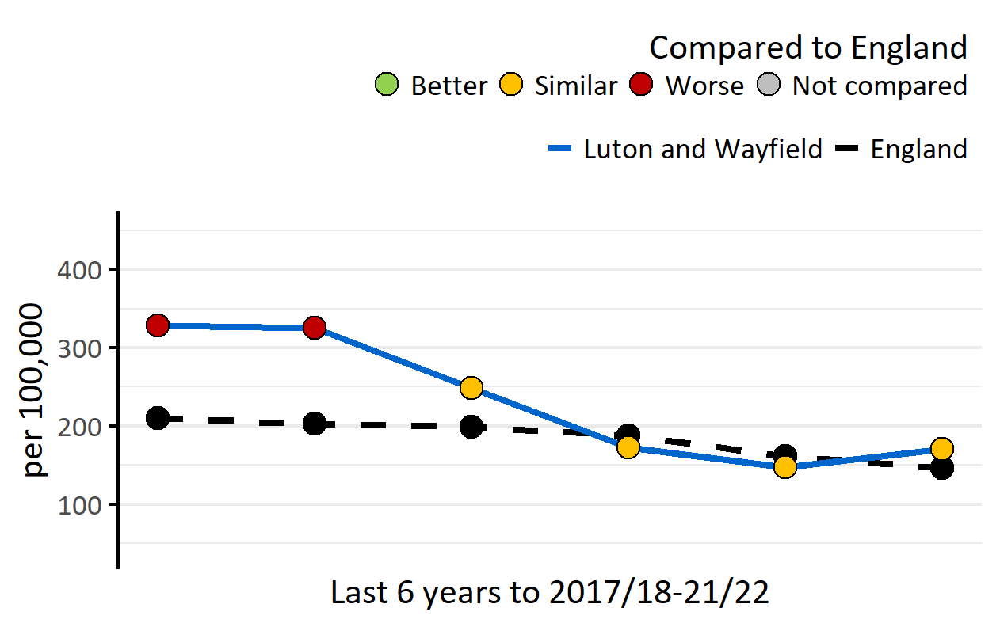 Compared to England
Better Similar Worse Not compared
Luton and Wayfield England
400
300
200
100
per 100,000
Last 6 years to 2017/18-21/22